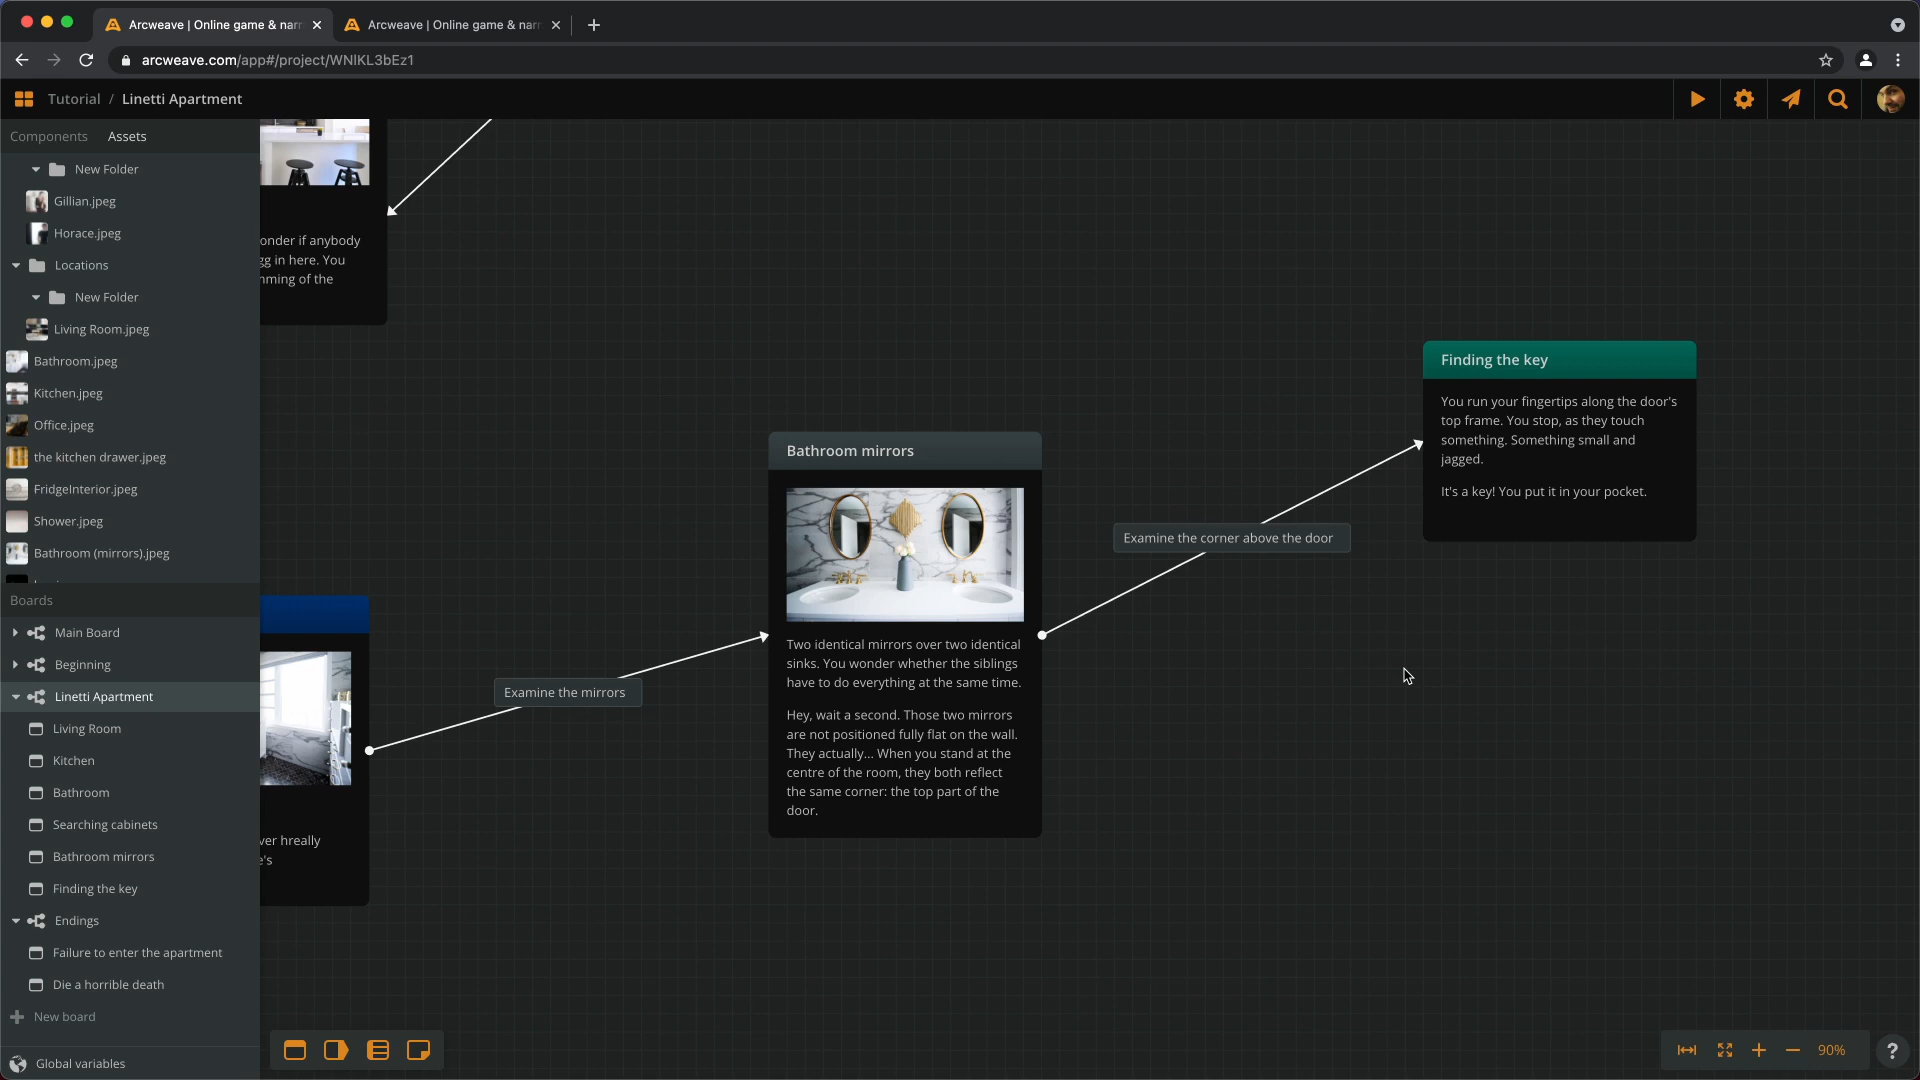 Arcweave | Online game & narr
Arcweave | Online game & narr
arcweave.com/app#/project/WNlKL3bEz1
Tutorial / Linetti Apartment
Components Assets
New Folder
Gillian.jpeg
Horace.jpeg
Locations
New Folder
Living Room.jpeg
Bathroom.jpeg
Kitchen.jpeg
Office.jpeg
the kitchen drawer.jpeg
FridgeInterior.jpeg
Shower.jpeg
Bathroom (mirrors).jpeg
Boards
Main Board
Beginning
Linetti Apartment
Living Room
Kitchen
Bathroom
Searching cabinets
Bathroom mirrors
Finding the key
Endings
Failure to enter the apartment
Die a horrible death
New board
Global variables
onder if anybody
gg in here. You
nming of the
ver hreally
e's
Examine the mirrors
Bathroom mirrors
Two identical mirrors over two identical
sinks. You wonder whether the siblings
have to do everything at the same time.
Hey, wait a second. Those two mirrors
are not positioned fully flat on the wall.
They actually... When you stand at the
centre of the room, they both reflect
the same corner: the top part of the
door.
Examine the corner above the door
Finding the key
You run your fingertips along the door's
top frame. You stop, as they touch
something. Something small and
jagged.
It's a key! You put it in your pocket.
90%
?